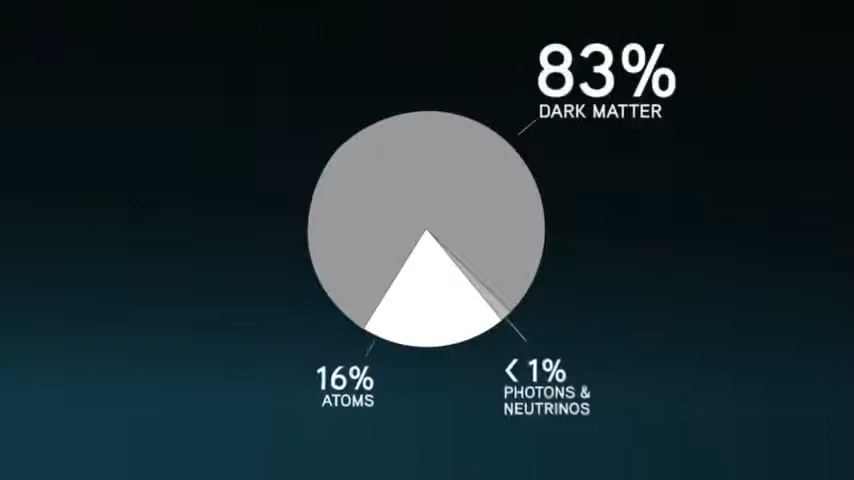 83%
DARK MATTER
16%
ATOMS
< 1%
PHOTONS &
NEUTRINOS